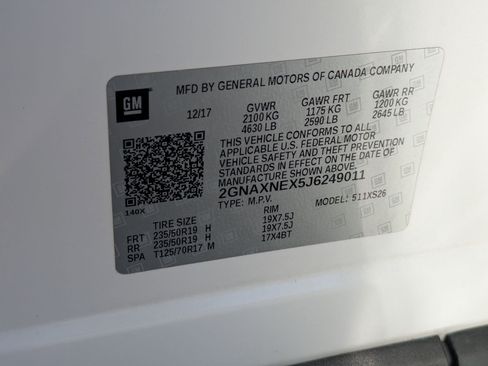 MFD BY GENERAL MOTORS OF CANADA COMPANY
GM
12/17 GVWR GAWR FRT GAWR RR
2100 KG 1175 KG 1200 KG
4630 LB 2590 LB 2645 LB
THIS VEHICLE CONFORMS TO ALL
APPLICABLE U.S. FEDERAL MOTOR
VEHICLE SAFETY, BUMPER, AND THEFT
PREVENTION STANDARDS IN EFFECT ON
THE DATE OF MANUFACTURE SHOWN ABOVE.
2GNAXNEX5J6249011
TYPE: M.P.V. MODEL: 511XS26
140X
TIRE SIZE RIM
FRT 235/50R19 H 19X7.5J
RR 235/50R19 H 19X7.5J
SPA T125/70R17 M 17X4BT